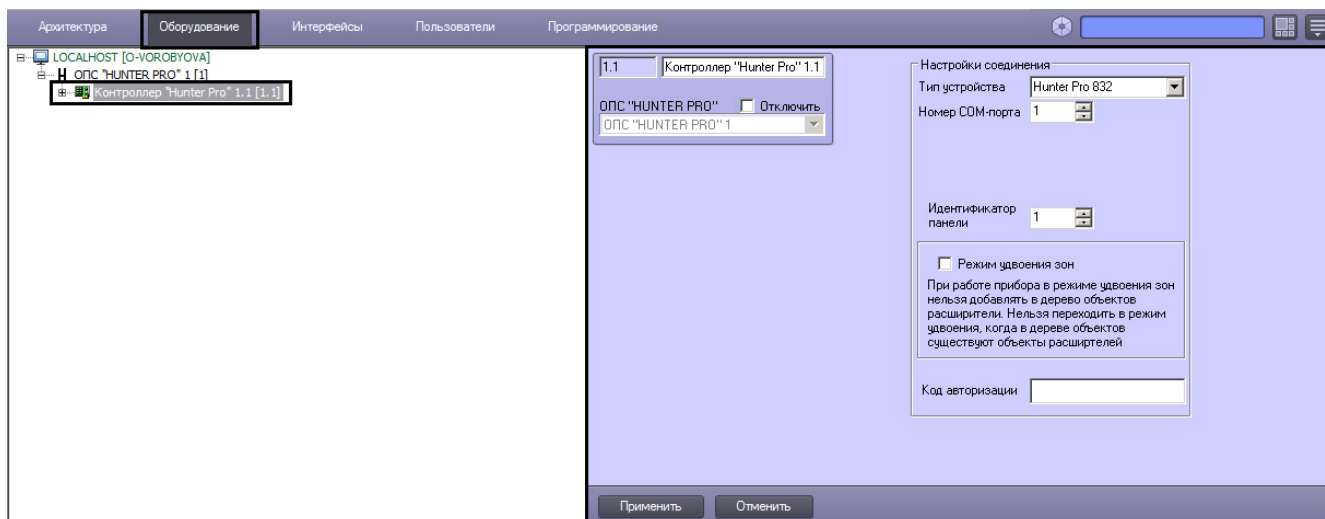 Архитектура Оборудование Интерфейсы Пользователи Программирование
LOCALHOST [O-VOROBYOVA]
ОПС "HUNTER PRO" 1 [1]
Контроллер "Hunter Pro" 1.1 [1.1]
1.1 Контроллер "Hunter Pro" 1.1
ОПС "HUNTER PRO" Отключить
ОПС "HUNTER PRO" 1
Настройки соединения
Тип устройства Hunter Pro 832
Номер COM-порта 1
Идентификатор
панели 1
Режим удвоения зон
При работе прибора в режиме удвоения зон
нельзя добавлять в дерево объектов
расширители. Нельзя переходить в режим
удвоения, когда в дереве объектов
существуют объекты расширтелей
Код авторизации
Применить Отменить